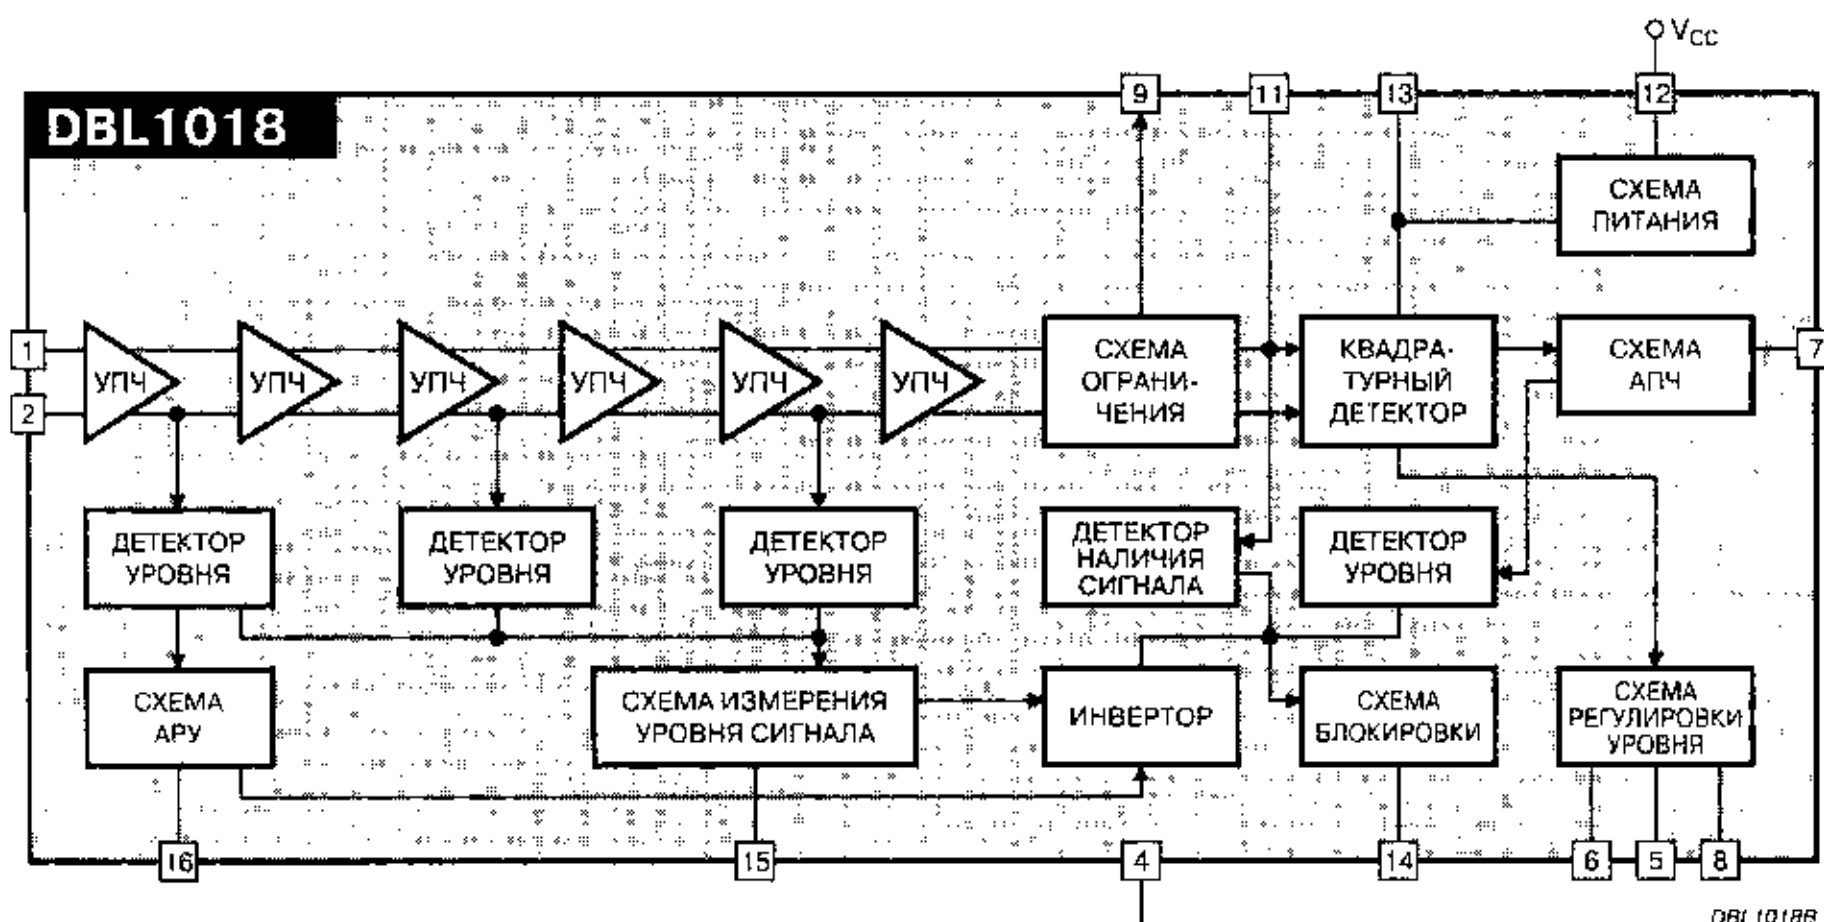 VCC
9
11
13
12
DBL1018
СХЕМА
ПИТАНИЯ
1
2
УПЧ
УПЧ
УПЧ
УПЧ
УПЧ
УПЧ
СХЕМА
ОГРАНИ-
ЧЕНИЯ
КВАДРА-
ТУРНЫЙ
ДЕТЕКТОР
СХЕМА
АПЧ
7
ДЕТЕКТОР
УРОВНЯ
ДЕТЕКТОР
УРОВНЯ
ДЕТЕКТОР
УРОВНЯ
ДЕТЕКТОР
НАЛИЧИЯ
СИГНАЛА
ДЕТЕКТОР
УРОВНЯ
СХЕМА
АРУ
СХЕМА ИЗМЕРЕНИЯ
УРОВНЯ СИГНАЛА
ИНВЕРТОР
СХЕМА
БЛОКИРОВКИ
СХЕМА
РЕГУЛИРОВКИ
УРОВНЯ
16
15
4
14
6
5
8
DBL1018B